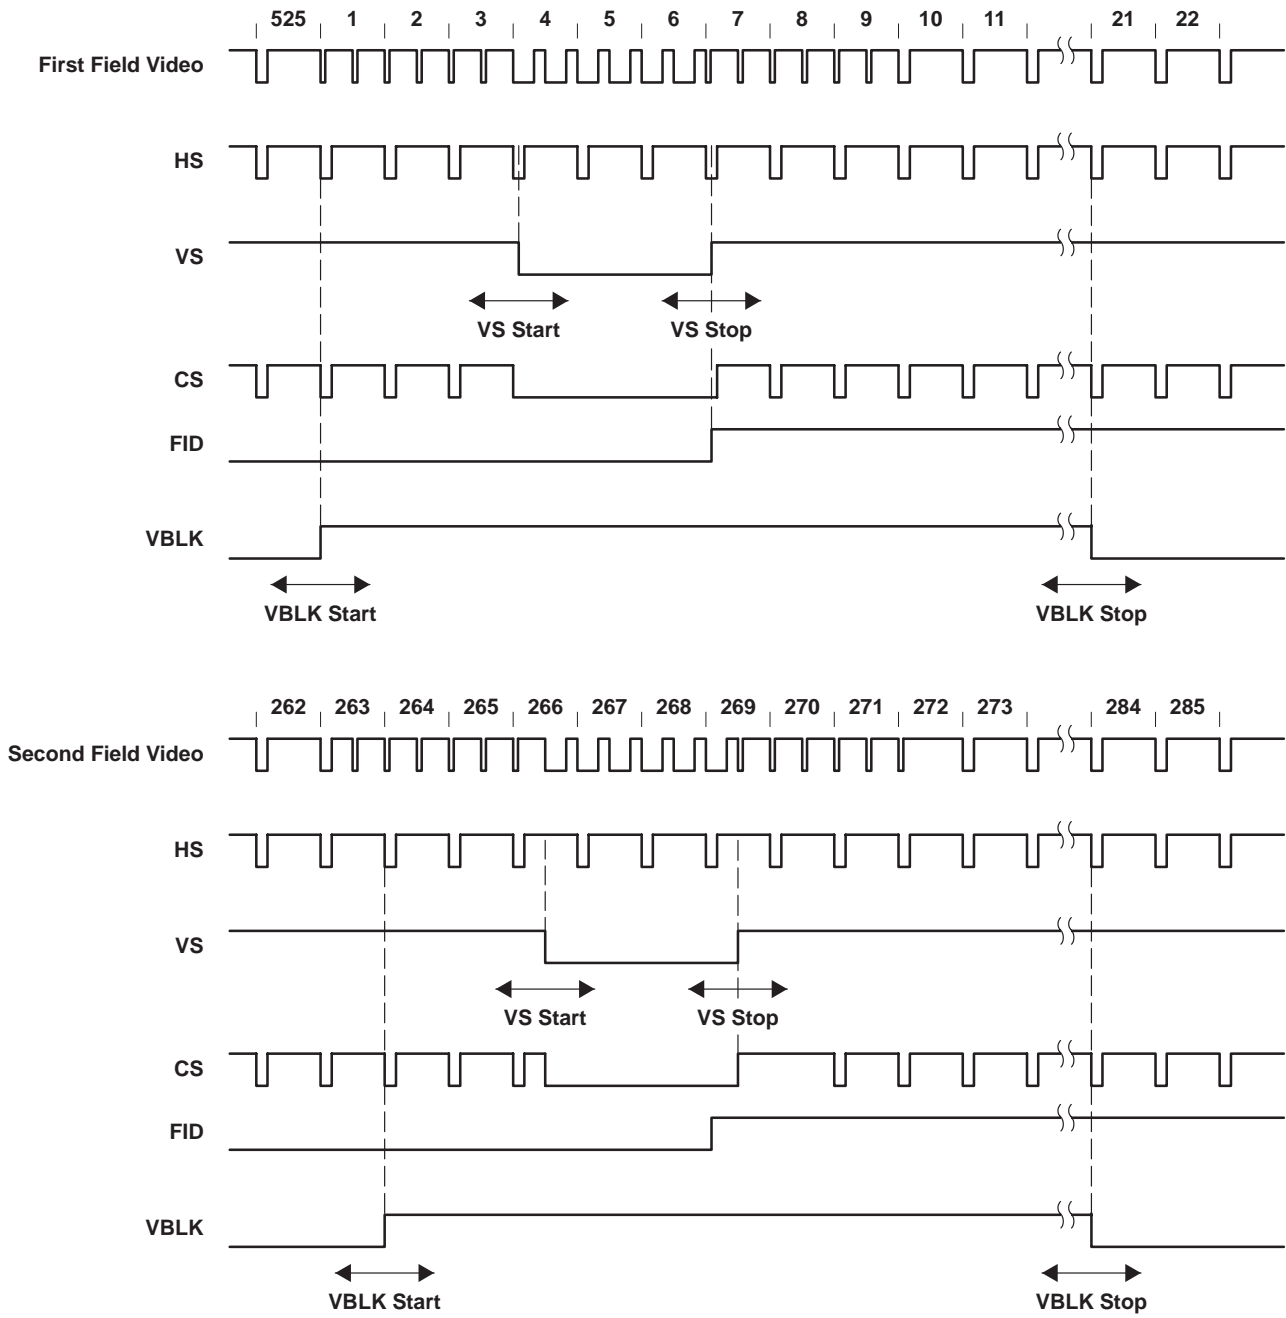 525 1 2 3 4 5 6 7 8 9 10 11 21 22
First Field Video
HS
VS
VS Start VS Stop
CS
FID
VBLK
VBLK Start VBLK Stop
262 263 264 265 266 267 268 269 270 271 272 273 284 285
Second Field Video
HS
VS
VS Start VS Stop
CS
FID
VBLK
VBLK Start VBLK Stop